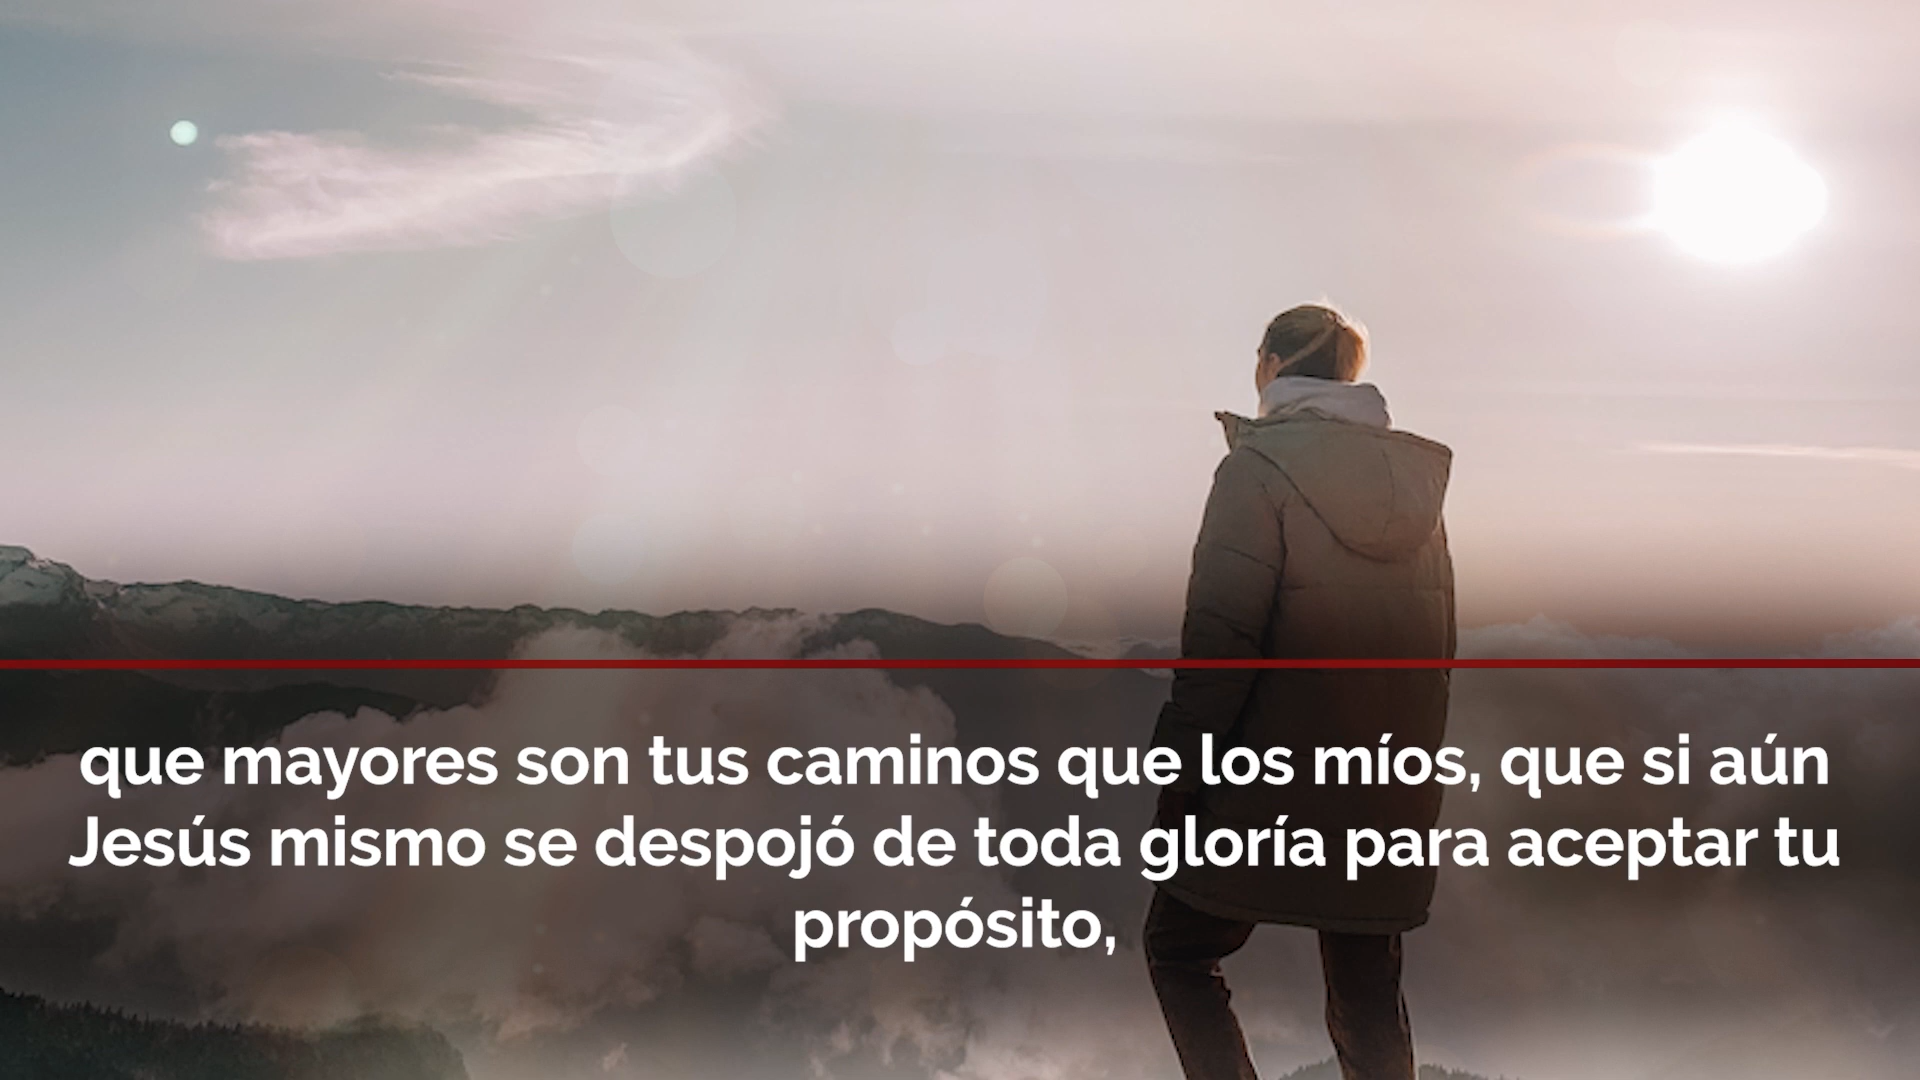 que mayores son tus caminos que los míos, que si aún
Jesús mismo se despojó de toda gloría para aceptar tu
propósito,